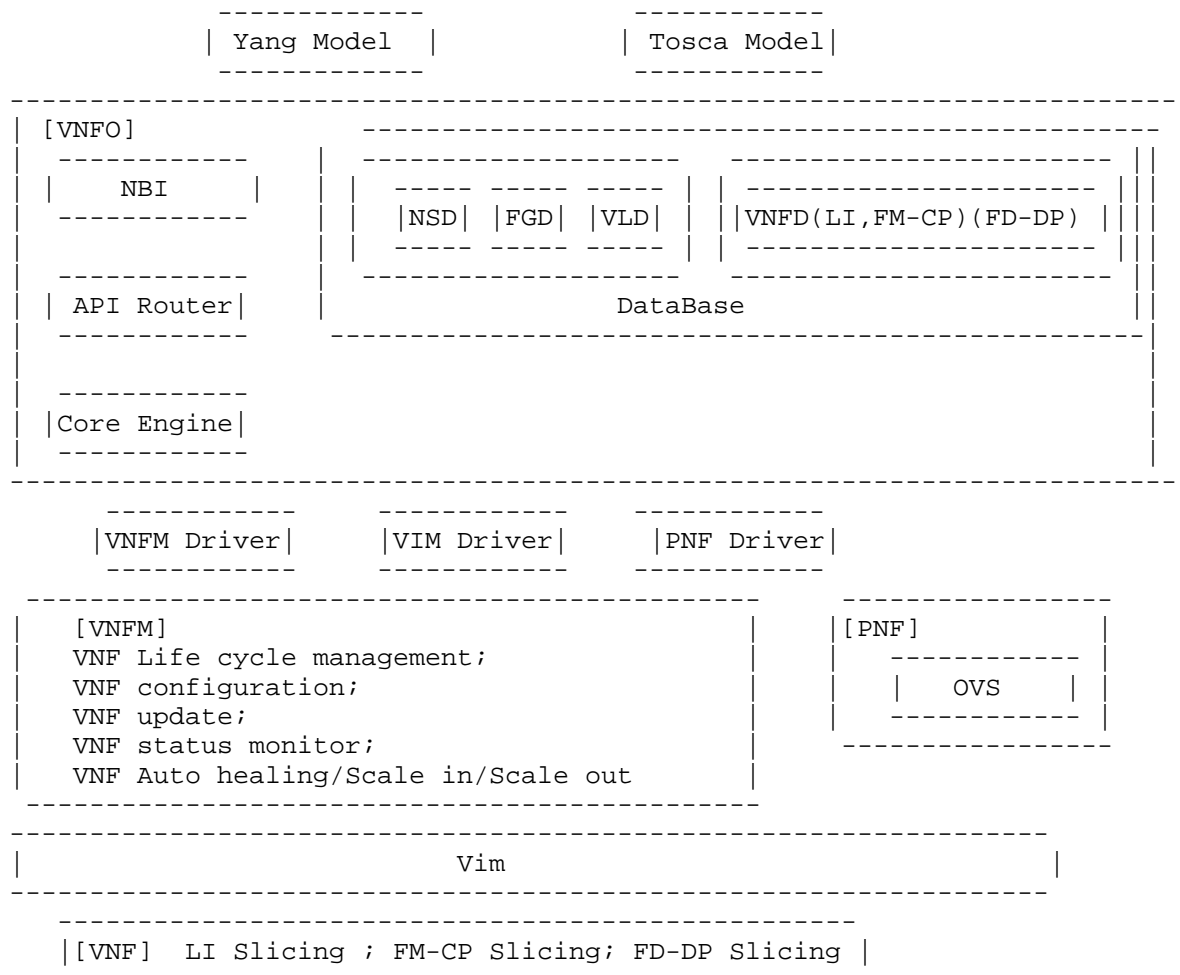 Yang Model Tosca Model
[VNFO]
NBI
NSD FGD VLD VNFD(LI,FM-CP)(FD-DP)
API Router DataBase
Core Engine
VNFM Driver VIM Driver PNF Driver
[VNFM] [PNF]
VNF Life cycle management;
VNF configuration; OVS
VNF update;
VNF status monitor;
VNF Auto healing/Scale in/Scale out
Vim
[VNF] LI Slicing ; FM-CP Slicing; FD-DP Slicing